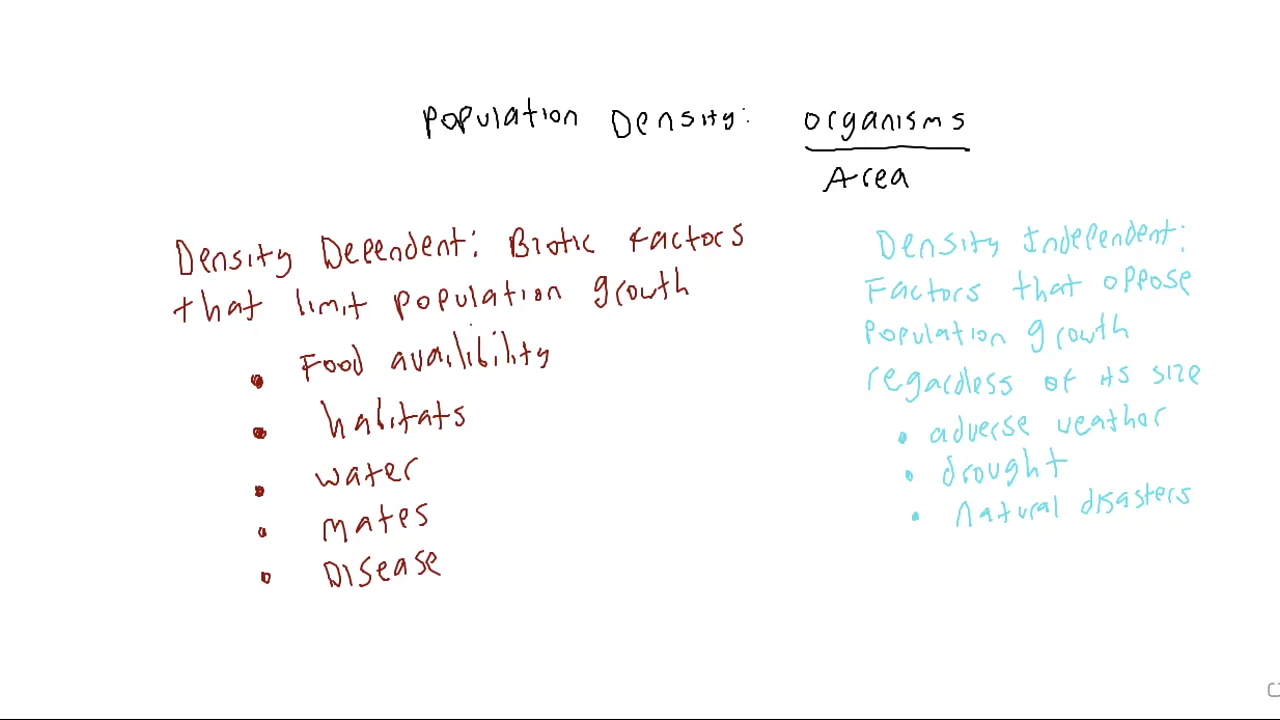 Population Density: organisms
Area
Density Dependent: Biotic factors
that limit population growth
• Food availibility
• habitats
• water
• mates
• Disease
Density Independent:
Factors that oppose
population growth
regardless of its size
• adverse weather
• drought
• natural disasters